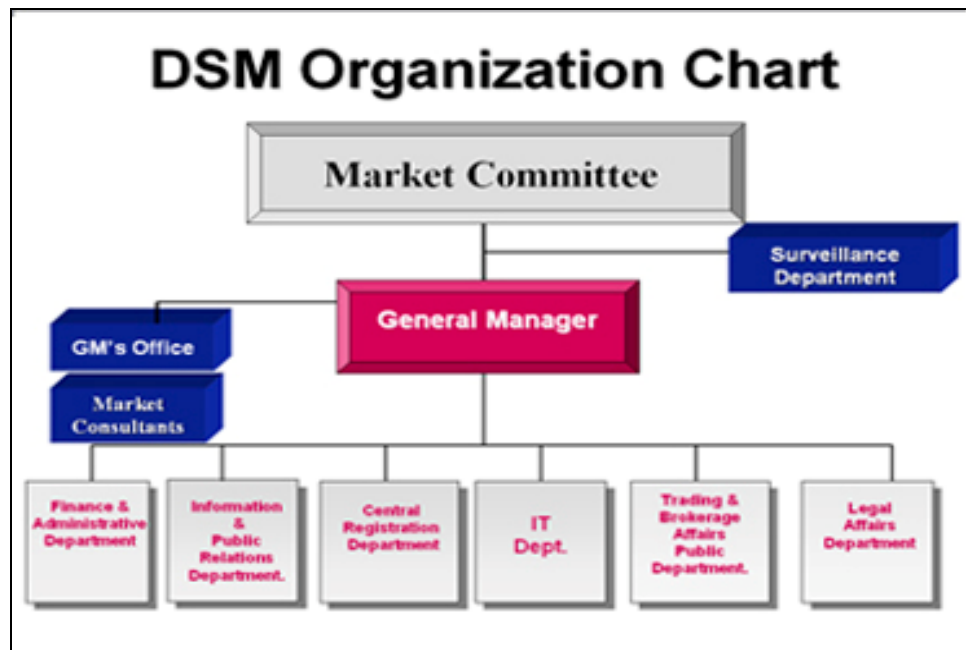 DSM Organization Chart
Market Committee
Surveillance
Department
General Manager
GM's Office
Market
Consultants
Finance &
Administrative
Department
Information
&
Public
Relations
Department.
Central
Registration
Department
IT
Dept.
Trading &
Brokerage
Affairs
Public
Department.
Legal
Affairs
Department